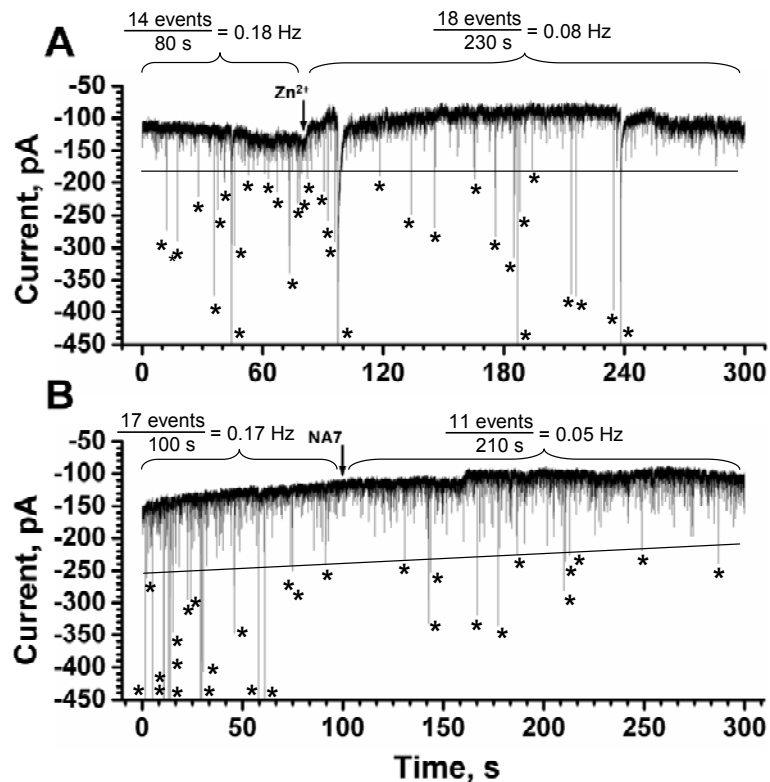 A
14 events
80 s
= 0.18 Hz
18 events
230 s
= 0.08 Hz
Zn²⁺
Current, pA
-50
-100
-150
-200
-250
-300
-350
-400
-450
0 60 120 180 240 300
B
17 events
100 s
= 0.17 Hz
NA7
11 events
210 s
= 0.05 Hz
Current, pA
-50
-100
-150
-200
-250
-300
-350
-400
-450
0 50 100 150 200 250 300
Time, s